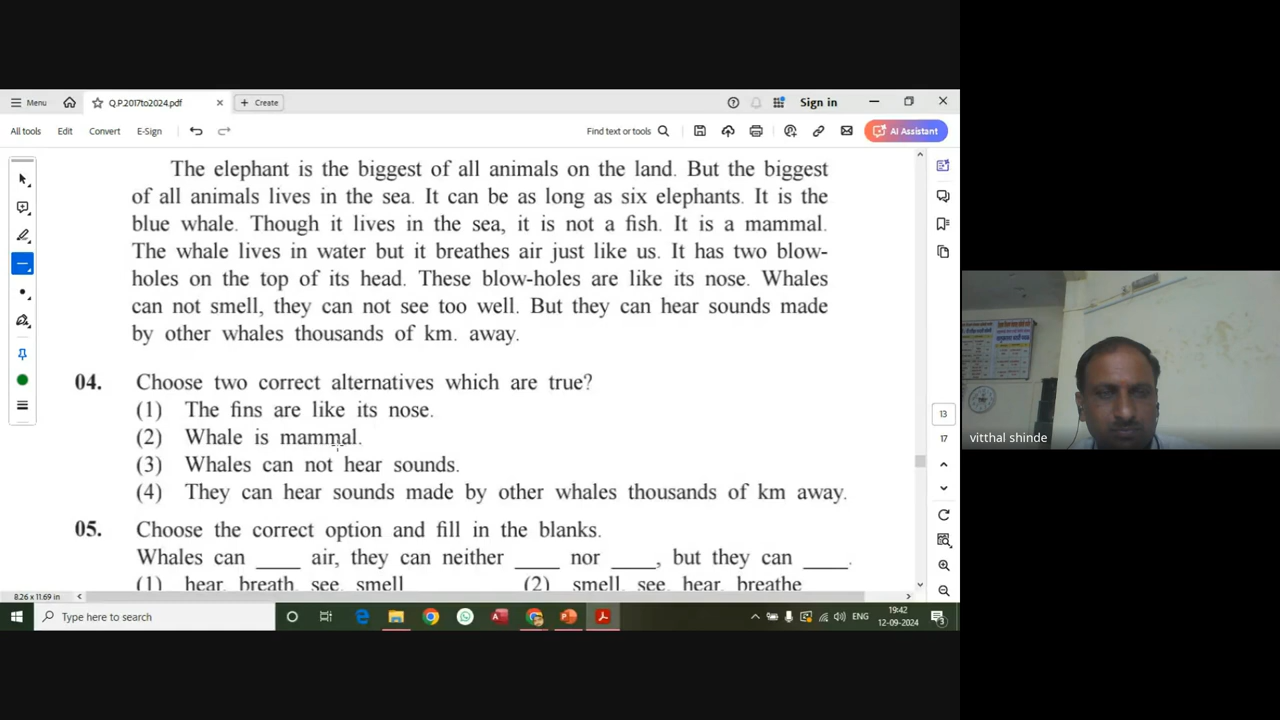 Menu
Q.P.2017to2024.pdf
Create
Sign in
All tools
Edit
Convert
E-Sign
Find text or tools
AI Assistant
The elephant is the biggest of all animals on the land. But the biggest
of all animals lives in the sea. It can be as long as six elephants. It is the
blue whale. Though it lives in the sea, it is not a fish. It is a mammal.
The whale lives in water but it breathes air just like us. It has two blow-
holes on the top of its head. These blow-holes are like its nose. Whales
can not smell, they can not see too well. But they can hear sounds made
by other whales thousands of km. away.
04. Choose two correct alternatives which are true?
(1) The fins are like its nose.
(2) Whale is mammal.
(3) Whales can not hear sounds.
(4) They can hear sounds made by other whales thousands of km away.
05. Choose the correct option and fill in the blanks.
Whales can ____ air, they can neither ____ nor ____, but they can ____.
(1) hear, breath, see, smell (2) smell, see, hear, breathe
13
17
8.26 x 11.69 in
Type here to search
ENG
19:42
12-09-2024
3
vitthal shinde